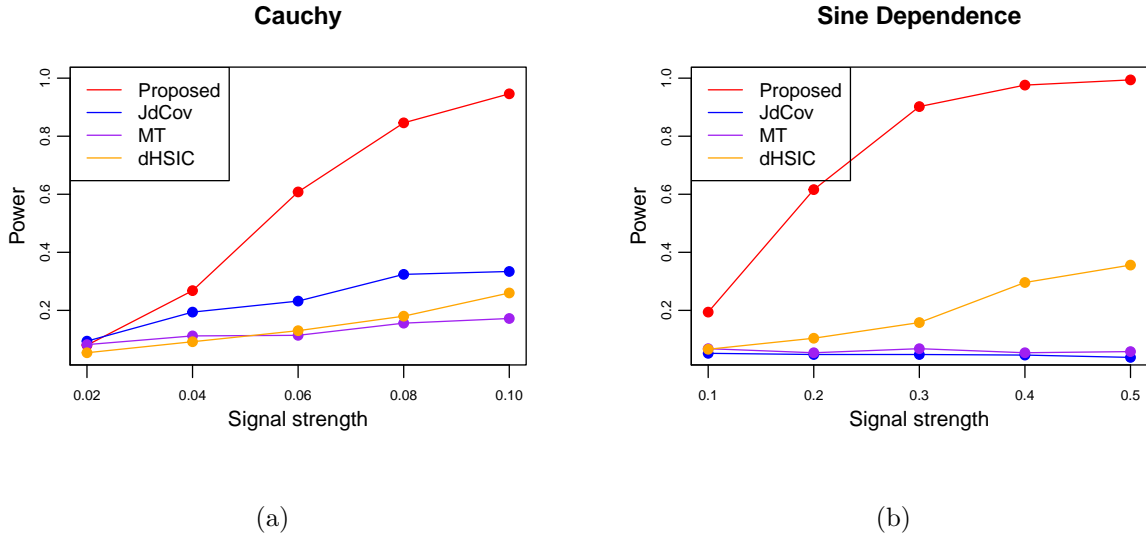 Cauchy
Proposed
JdCov
MT
dHSIC
Power
1.0
0.8
0.6
0.4
0.2
0.02 0.04 0.06 0.08 0.10
Signal strength
(a)
Sine Dependence
Proposed
JdCov
MT
dHSIC
Power
1.0
0.8
0.6
0.4
0.2
0.1 0.2 0.3 0.4 0.5
Signal strength
(b)